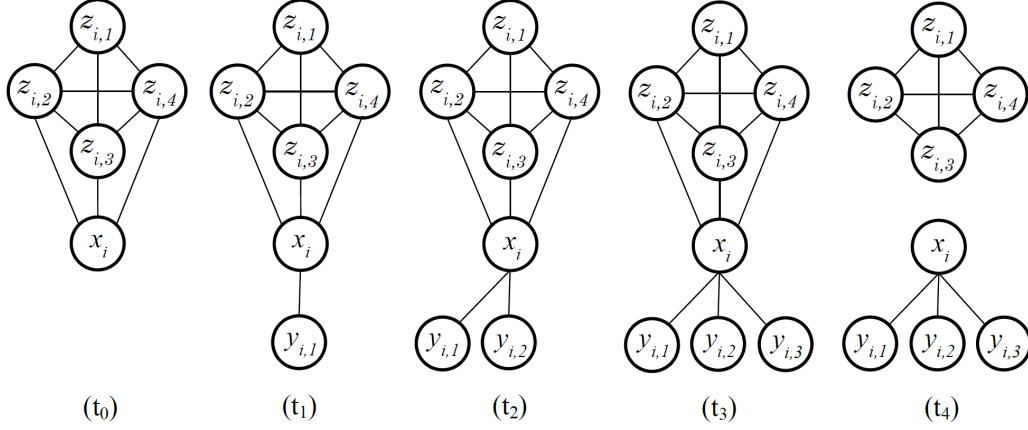 z_{i,1} z_{i,1} z_{i,1} z_{i,1} z_{i,1}
z_{i,2} z_{i,4} z_{i,2} z_{i,4} z_{i,2} z_{i,4} z_{i,2} z_{i,4} z_{i,2} z_{i,4}
z_{i,3} z_{i,3} z_{i,3} z_{i,3} z_{i,3}
x_i x_i x_i x_i x_i
y_{i,1} y_{i,1} y_{i,2} y_{i,1} y_{i,2} y_{i,3} y_{i,1} y_{i,2} y_{i,3}
(t_0) (t_1) (t_2) (t_3) (t_4)